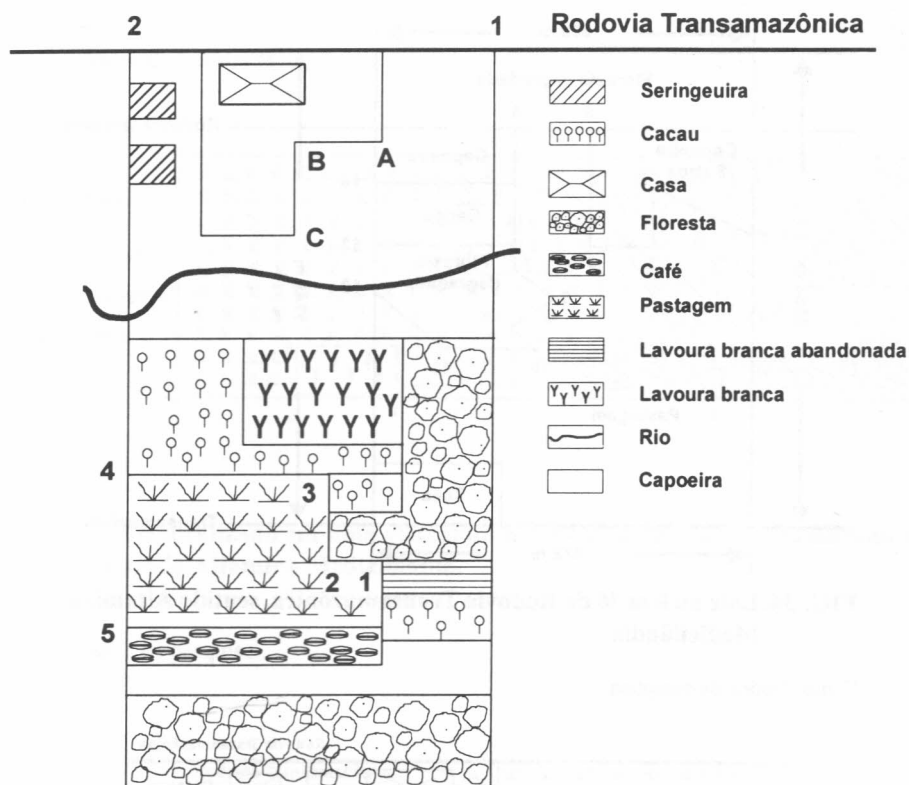 2 1 Rodovia Transamazônica
Seringeuira
Cacau
Casa
Floresta
Café
Pastagem
Lavoura branca abandonada
Lavoura branca
Rio
Capoeira
B A
C
4
3
2 1
5